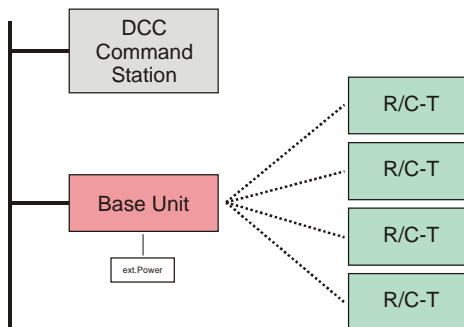 DCC
Command
Station
R/C-T
R/C-T
Base Unit
R/C-T
ext.Power
R/C-T